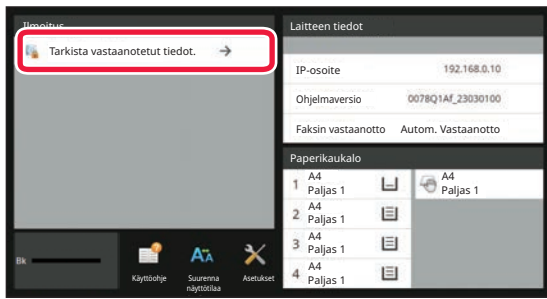 Ilmoitus
Tarkista vastaanotetut tiedot.
Laitteen tiedot
IP-osoite 192.168.0.10
Ohjelmaversio 0078Q1Af_23030100
Faksin vastaanotto Autom. Vastaanotto
Paperikaukalo
1 A4
Paljas 1
A4
Paljas 1
2 A4
Paljas 1
3 A4
Paljas 1
4 A4
Paljas 1
Bk
Käyttöohje
Suurenna
näyttötilaa
Asetukset